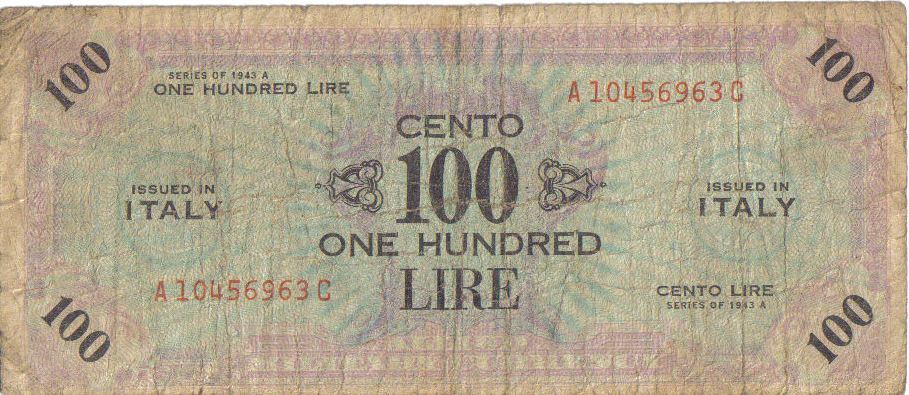 100
SERIES OF 1943 A
ONE HUNDRED LIRE
A10456963C
100
CENTO
100
ISSUED IN
ITALY
ISSUED IN
ITALY
ONE HUNDRED
LIRE
A10456963C
CENTO LIRE
SERIES OF 1943 A
100
100